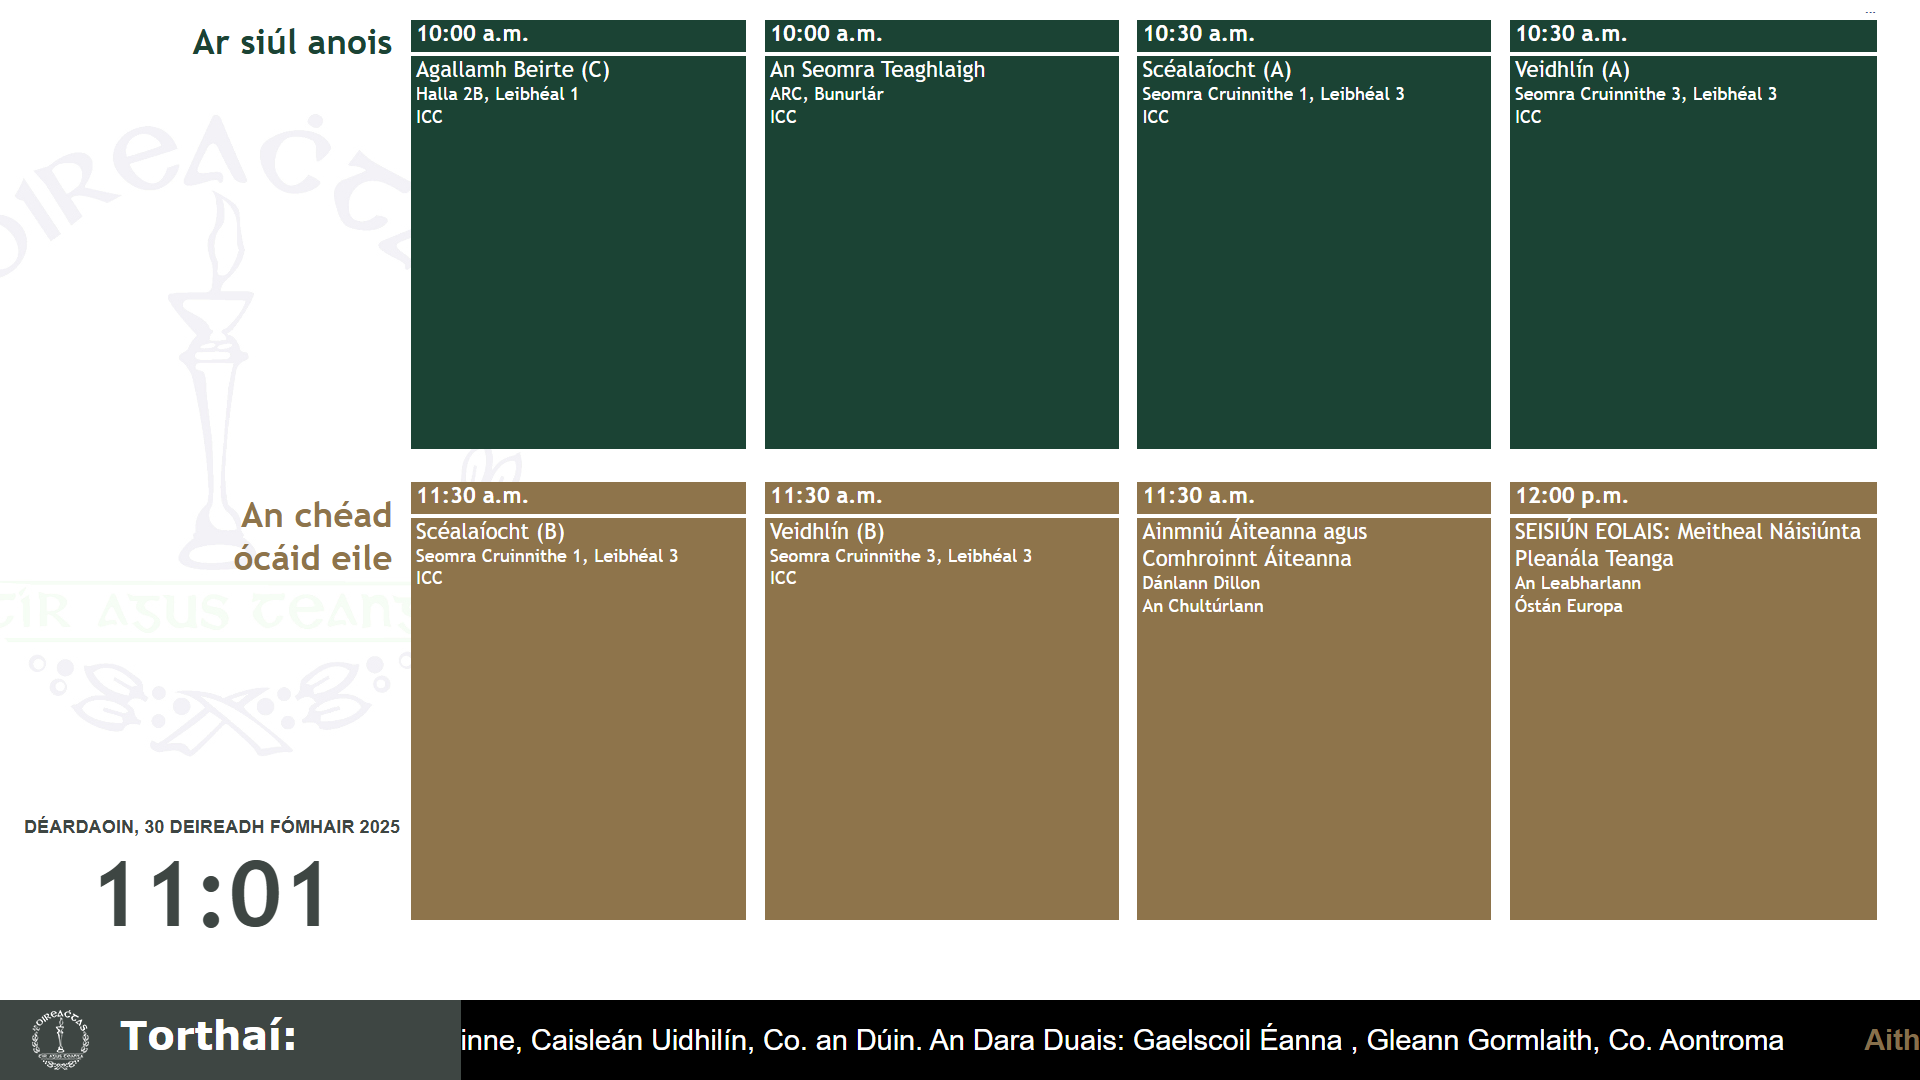 Ar siúl anois
10:00 a.m.
Agallamh Beirte (C)
Halla 2B, Leibhéal 1
ICC
10:00 a.m.
An Seomra Teaghlaigh
ARC, Bunurlár
ICC
10:30 a.m.
Scéalaíocht (A)
Seomra Cruinnithe 1, Leibhéal 3
ICC
10:30 a.m.
Veidhlín (A)
Seomra Cruinnithe 3, Leibhéal 3
ICC
An chéad
ócáid eile
11:30 a.m.
Scéalaíocht (B)
Seomra Cruinnithe 1, Leibhéal 3
ICC
11:30 a.m.
Veidhlín (B)
Seomra Cruinnithe 3, Leibhéal 3
ICC
11:30 a.m.
Ainmniú Áiteanna agus
Comhroinnt Áiteanna
Dánlann Dillon
An Chultúrlann
12:00 p.m.
SEISIÚN EOLAIS: Meitheal Náisiúnta
Pleanála Teanga
An Leabharlann
Óstán Europa
DÉARDAOIN, 30 DEIREADH FÓMHAIR 2025
11:01
Torthaí:
inne, Caisleán Uidhilín, Co. an Dúin. An Dara Duais: Gaelscoil Éanna , Gleann Gormlaith, Co. Aontroma
Aith